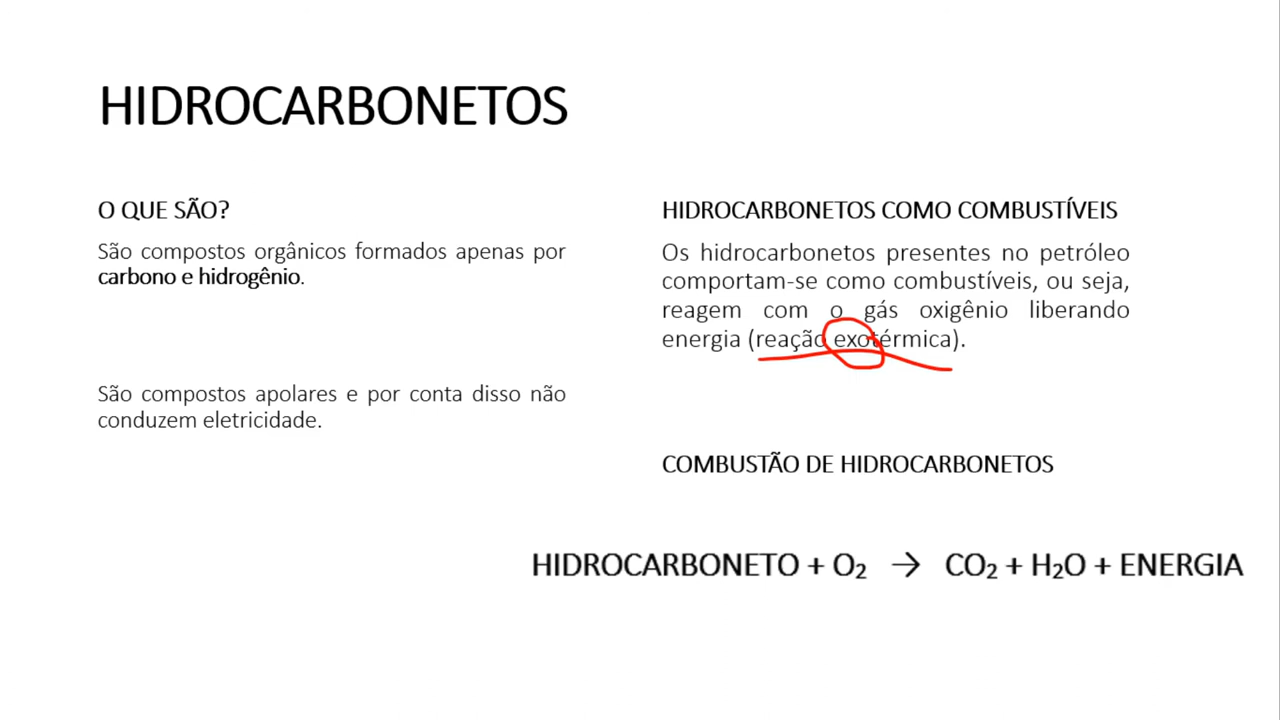 HIDROCARBONETOS
O QUE SÃO?
São compostos orgânicos formados apenas por
carbono e hidrogênio.
São compostos apolares e por conta disso não
conduzem eletricidade.
HIDROCARBONETOS COMO COMBUSTÍVEIS
Os hidrocarbonetos presentes no petróleo
comportam-se como combustíveis, ou seja,
reagem com o gás oxigênio liberando
energia (reação exotérmica).
COMBUSTÃO DE HIDROCARBONETOS
HIDROCARBONETO + O₂ → CO₂ + H₂O + ENERGIA